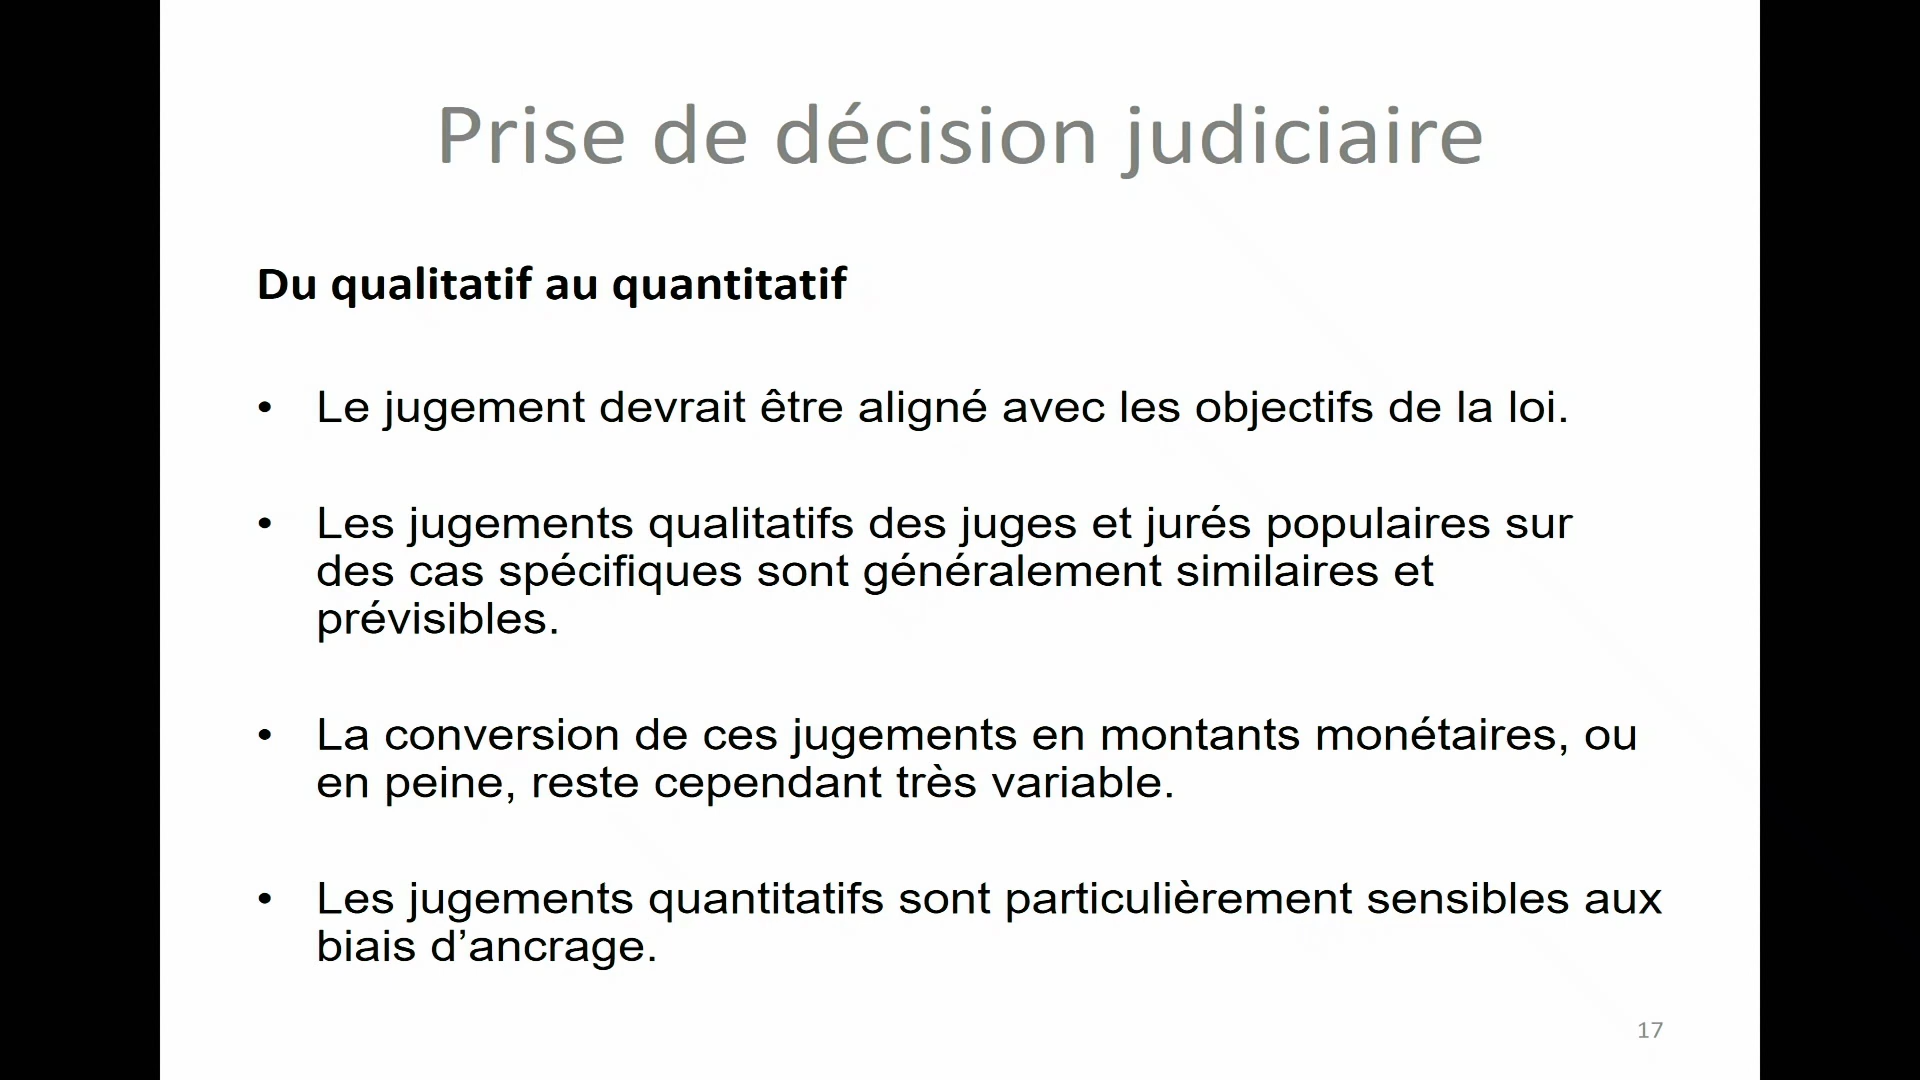 Prise de décision judiciaire
Du qualitatif au quantitatif
• Le jugement devrait être aligné avec les objectifs de la loi.
• Les jugements qualitatifs des juges et jurés populaires sur
des cas spécifiques sont généralement similaires et
prévisibles.
• La conversion de ces jugements en montants monétaires, ou
en peine, reste cependant très variable.
• Les jugements quantitatifs sont particulièrement sensibles aux
biais d’ancrage.
17